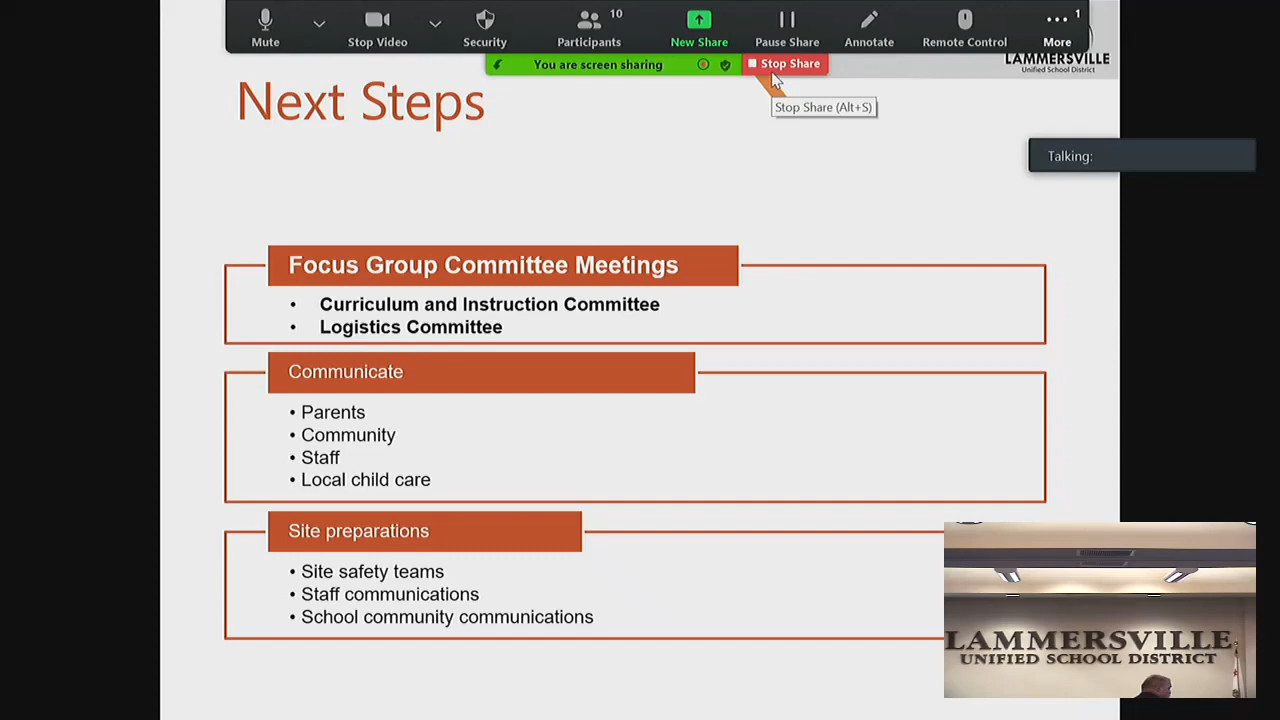 10
1
Mute
Stop Video
Security
Participants
New Share
Pause Share
Annotate
Remote Control
More
You are screen sharing
Stop Share
LAMMERSVILLE
Unified School District
Stop Share (Alt+S)
Next Steps
Talking:
Focus Group Committee Meetings
• Curriculum and Instruction Committee
• Logistics Committee
Communicate
• Parents
• Community
• Staff
• Local child care
Site preparations
• Site safety teams
• Staff communications
• School community communications
LAMMERSVILLE
UNIFIED SCHOOL DISTRICT